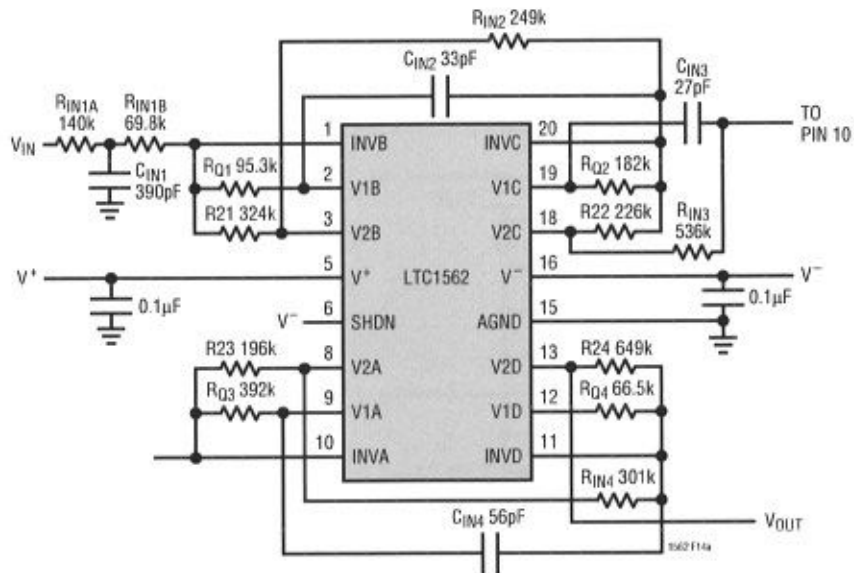 RIN2 249k
CIN2 33pF
CIN3
27pF
RIN1A
140k
RIN1B
69.8k
VIN
CIN1
390pF
TO
PIN 10
1
INVB
RQ1 95.3k
2
V1B
R21 324k
3
V2B
V+
5
V+
0.1µF
V−
6
SHDN
R23 196k
8
V2A
RQ3 392k
9
V1A
10
INVA
LTC1562
20
INVC
19
V1C
RQ2 182k
18
V2C
R22 226k
RIN3
536k
16
V−
V−
15
AGND
0.1µF
13
V2D
R24 649k
12
V1D
RQ4 66.5k
11
INVD
RIN4 301k
CIN4 56pF
VOUT
1562 F14a